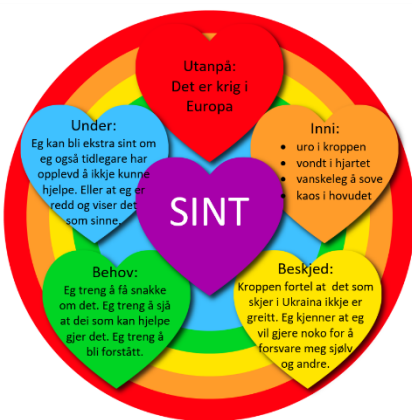 Utanpå:
Det er krig i
Europa
Under:
Eg kan bli ekstra sint om
eg også tidlegare har
opplevd å ikkje kunne
hjelpe. Eller at eg er
redd og viser det
som sinne.
Inni:
• uro i kroppen
• vondt i hjartet
• vanskeleg å sove
• kaos i hovudet
SINT
Behov:
Eg treng å få snakke
om det. Eg treng å sjå
at dei som kan hjelpe
gjer det. Eg treng å
bli forstått.
Beskjed:
Kroppen fortel at det som
skjer i Ukraina ikkje er
greitt. Eg kjenner at eg
vil gjere noko for å
forsvare meg sjølv
og andre.